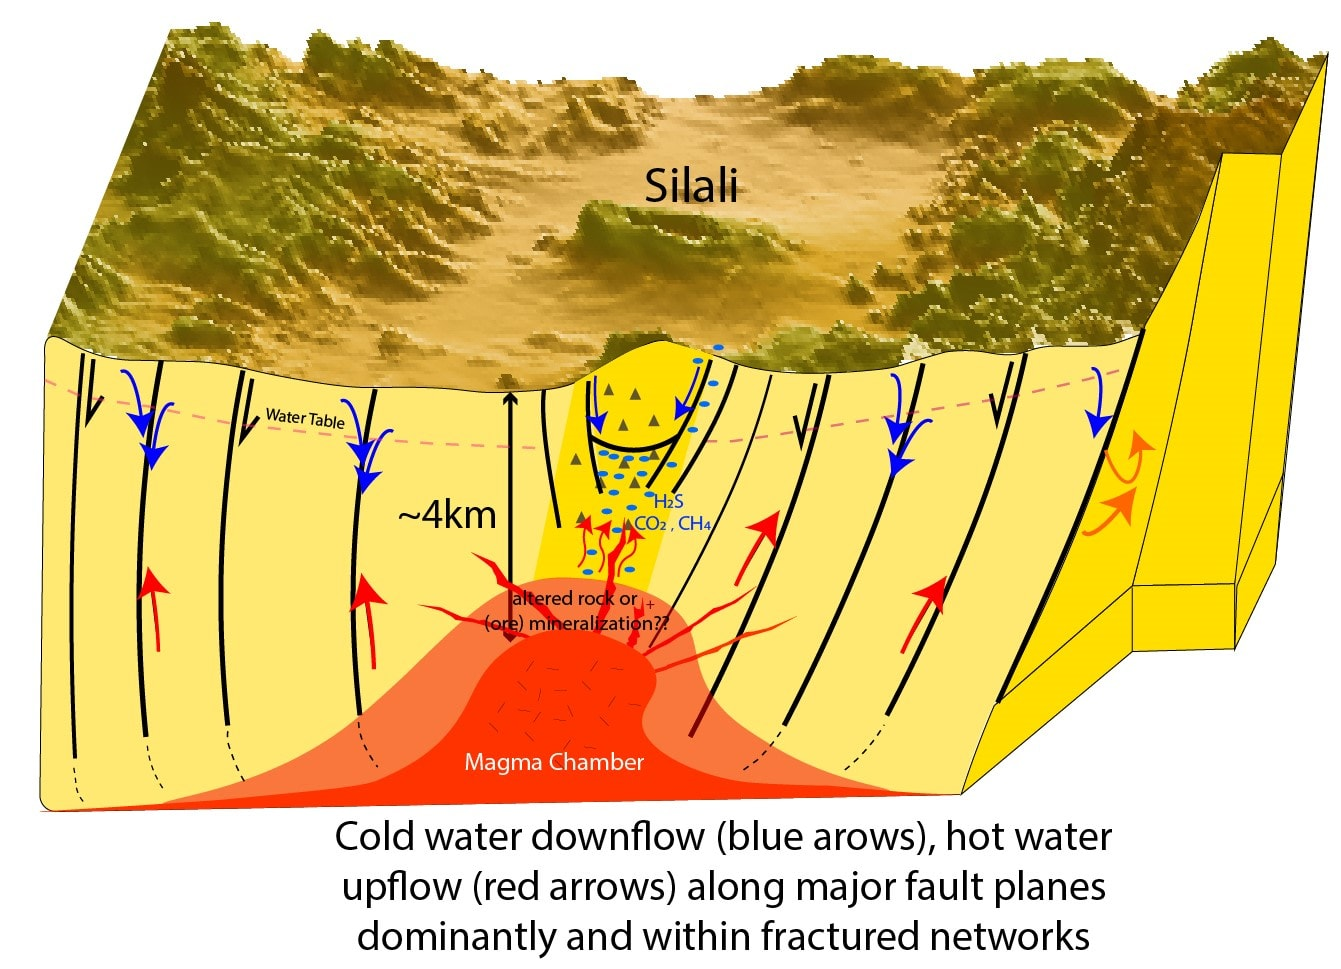 Silali
Water Table
~4km
H₂S
CO₂ , CH₄
altered rock or
(ore) mineralization??
+
Magma Chamber
Cold water downflow (blue arows), hot water
upflow (red arrows) along major fault planes
dominantly and within fractured networks